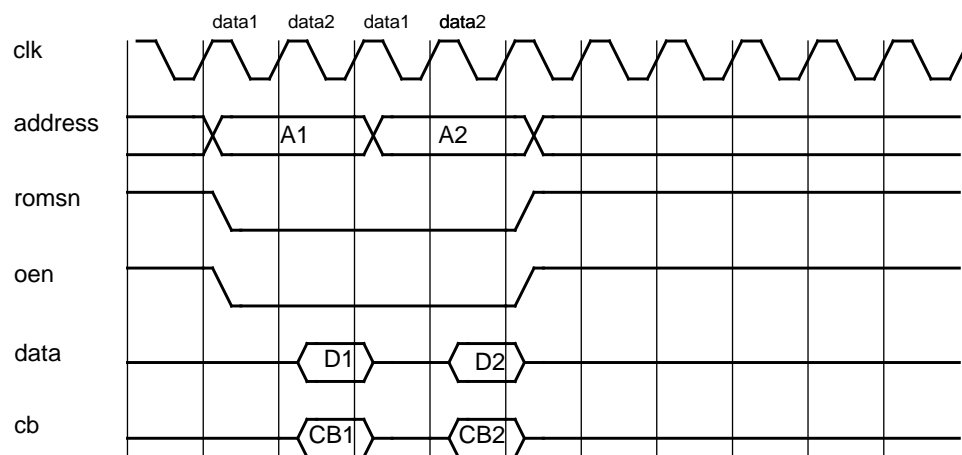 data1 data2 data1 data2
clk
address A1 A2
romsn
oen
data D1 D2
cb CB1 CB2